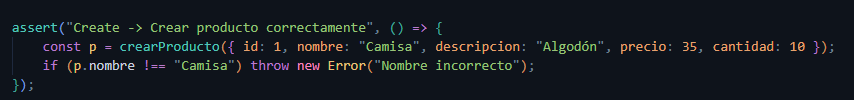 assert("Create -> Crear producto correctamente", () => {
    const p = crearProducto({ id: 1, nombre: "Camisa", descripcion: "Algodón", precio: 35, cantidad: 10 });
    if (p.nombre !== "Camisa") throw new Error("Nombre incorrecto");
});